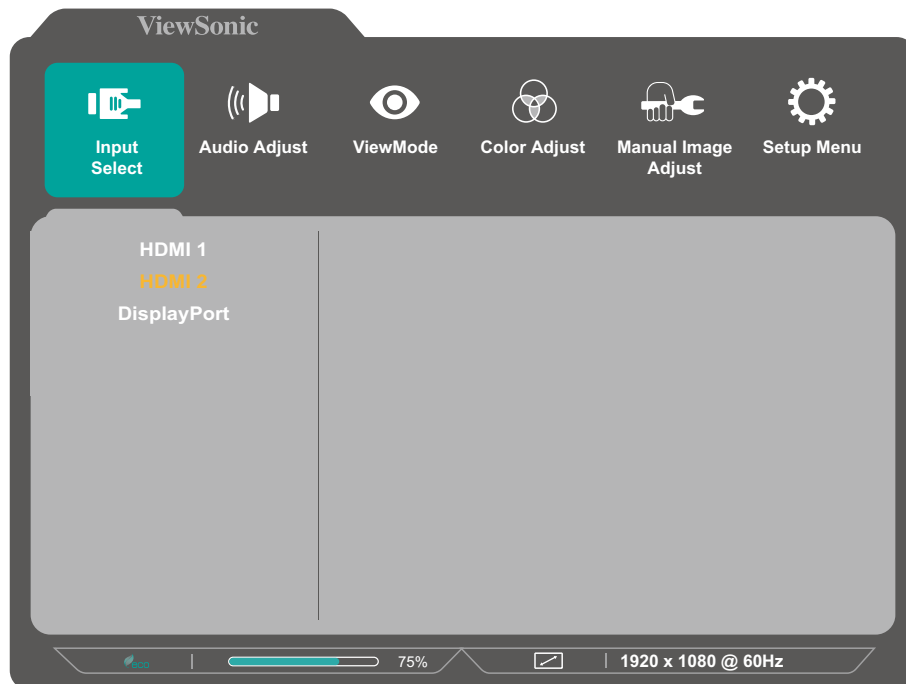 ViewSonic
Input
Select
Audio Adjust
ViewMode
Color Adjust
Manual Image
Adjust
Setup Menu
HDMI 1
HDMI 2
DisplayPort
eco
75%
1920 x 1080 @ 60Hz